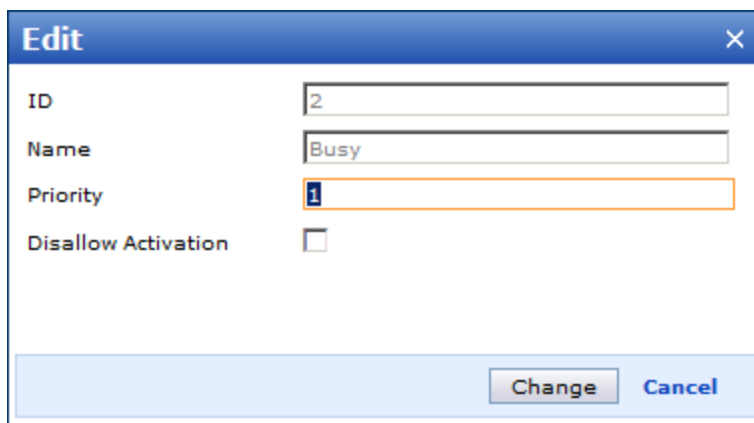 Edit
ID 2
Name Busy
Priority 1
Disallow Activation
Change Cancel